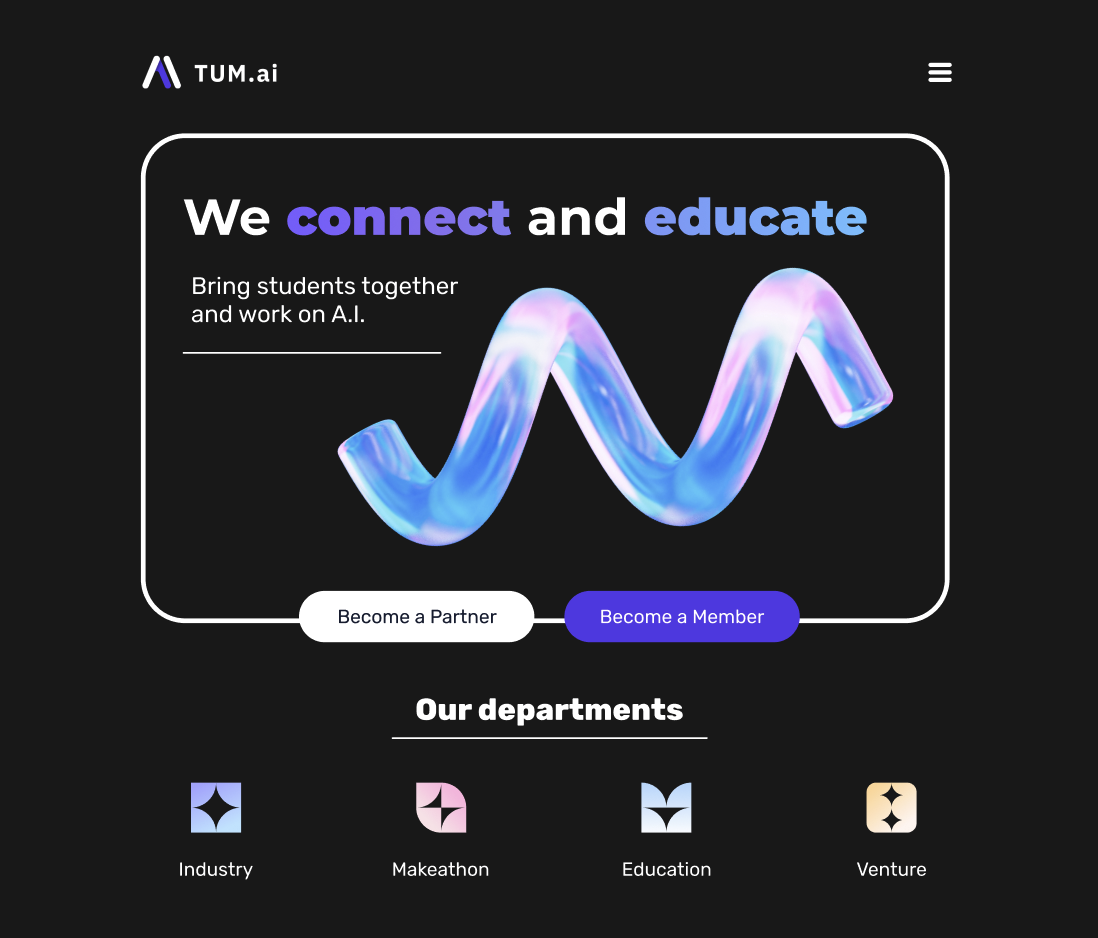 TUM.ai
We connect and educate
Bring students together
and work on A.I.
Become a Partner
Become a Member
Our departments
Industry
Makeathon
Education
Venture